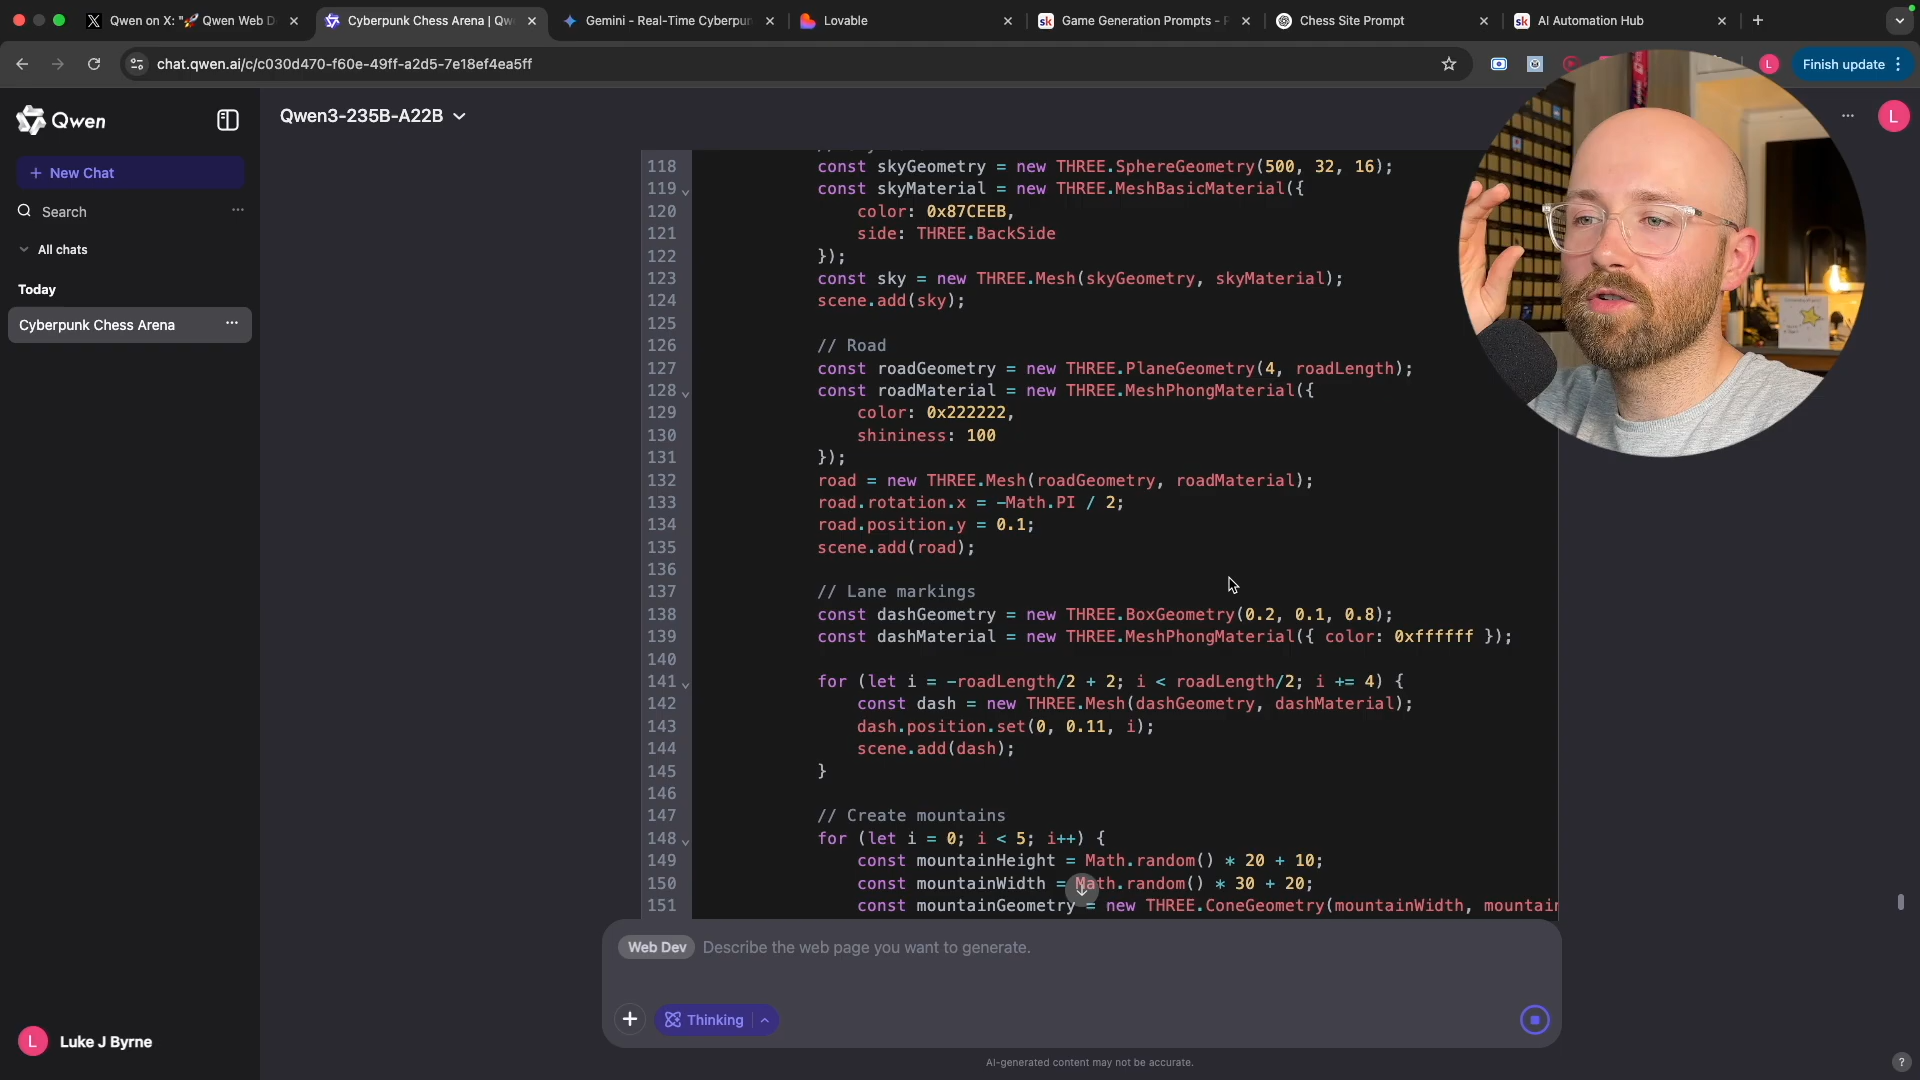 Qwen on X: "🚀 Qwen Web D
Cyberpunk Chess Arena | Qw
Gemini - Real-Time Cyberpun
Lovable
Game Generation Prompts - F
Chess Site Prompt
AI Automation Hub
chat.qwen.ai/c/c030d470-f60e-49ff-a2d5-7e18ef4ea5ff
L
Finish update
Qwen
Qwen3-235B-A22B
L
New Chat
Search
All chats
Today
Cyberpunk Chess Arena
118 const skyGeometry = new THREE.SphereGeometry(500, 32, 16);
119 const skyMaterial = new THREE.MeshBasicMaterial({
120 color: 0x87CEEB,
121 side: THREE.BackSide
122 });
123 const sky = new THREE.Mesh(skyGeometry, skyMaterial);
124 scene.add(sky);
125
126 // Road
127 const roadGeometry = new THREE.PlaneGeometry(4, roadLength);
128 const roadMaterial = new THREE.MeshPhongMaterial({
129 color: 0x222222,
130 shininess: 100
131 });
132 road = new THREE.Mesh(roadGeometry, roadMaterial);
133 road.rotation.x = -Math.PI / 2;
134 road.position.y = 0.1;
135 scene.add(road);
136
137 // Lane markings
138 const dashGeometry = new THREE.BoxGeometry(0.2, 0.1, 0.8);
139 const dashMaterial = new THREE.MeshPhongMaterial({ color: 0xffffff });
140
141 for (let i = -roadLength/2 + 2; i < roadLength/2; i += 4) {
142 const dash = new THREE.Mesh(dashGeometry, dashMaterial);
143 dash.position.set(0, 0.11, i);
144 scene.add(dash);
145 }
146
147 // Create mountains
148 for (let i = 0; i < 5; i++) {
149 const mountainHeight = Math.random() * 20 + 10;
150 const mountainWidth = Math.random() * 30 + 20;
151 const mountainGeometry = new THREE.ConeGeometry(mountainWidth, mountain
Web Dev Describe the web page you want to generate.
Thinking
AI-generated content may not be accurate.
L Luke J Byrne
?